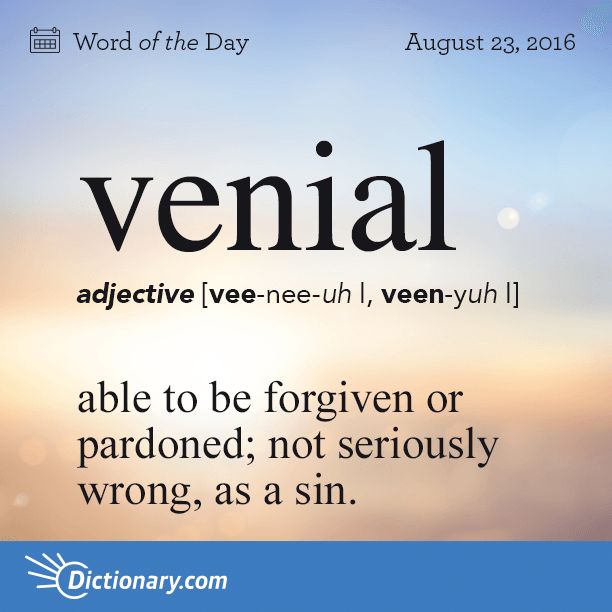 Word of the Day
August 23, 2016
venial
adjective [vee-nee-uh l, veen-yuh l]
able to be forgiven or
pardoned; not seriously
wrong, as a sin.
Dictionary.com